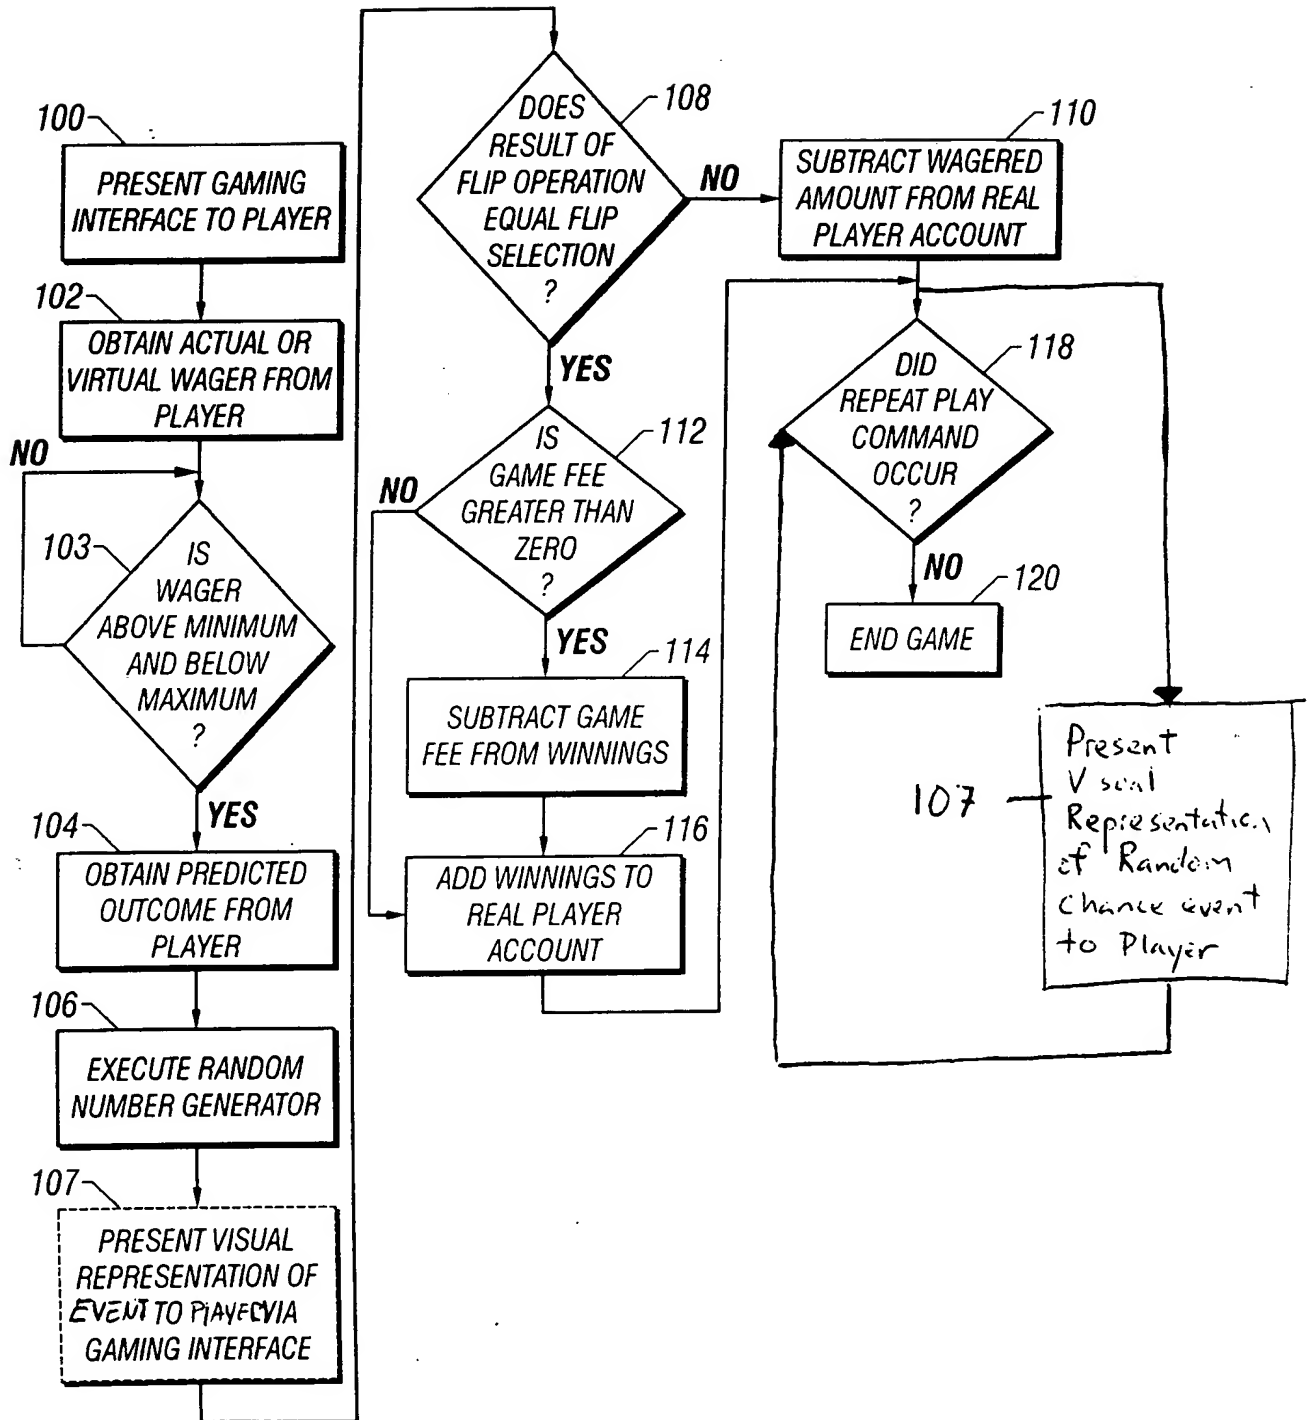 100
PRESENT GAMING
INTERFACE TO PLAYER
102
OBTAIN ACTUAL OR
VIRTUAL WAGER FROM
PLAYER
NO
103
IS
WAGER
ABOVE MINIMUM
AND BELOW
MAXIMUM
?
YES
104
OBTAIN PREDICTED
OUTCOME FROM
PLAYER
106
EXECUTE RANDOM
NUMBER GENERATOR
107
PRESENT VISUAL
REPRESENTATION OF
EVENT TO PLAYER VIA
GAMING INTERFACE
108
DOES
RESULT OF
FLIP OPERATION
EQUAL FLIP
SELECTION
?
NO
YES
110
SUBTRACT WAGERED
AMOUNT FROM REAL
PLAYER ACCOUNT
112
IS
GAME FEE
GREATER THAN
ZERO
?
NO
YES
114
SUBTRACT GAME
FEE FROM WINNINGS
116
ADD WINNINGS TO
REAL PLAYER
ACCOUNT
118
DID
REPEAT PLAY
COMMAND
OCCUR
?
NO
120
END GAME
107
Present
Visual
Representation
of Random
chance event
to Player